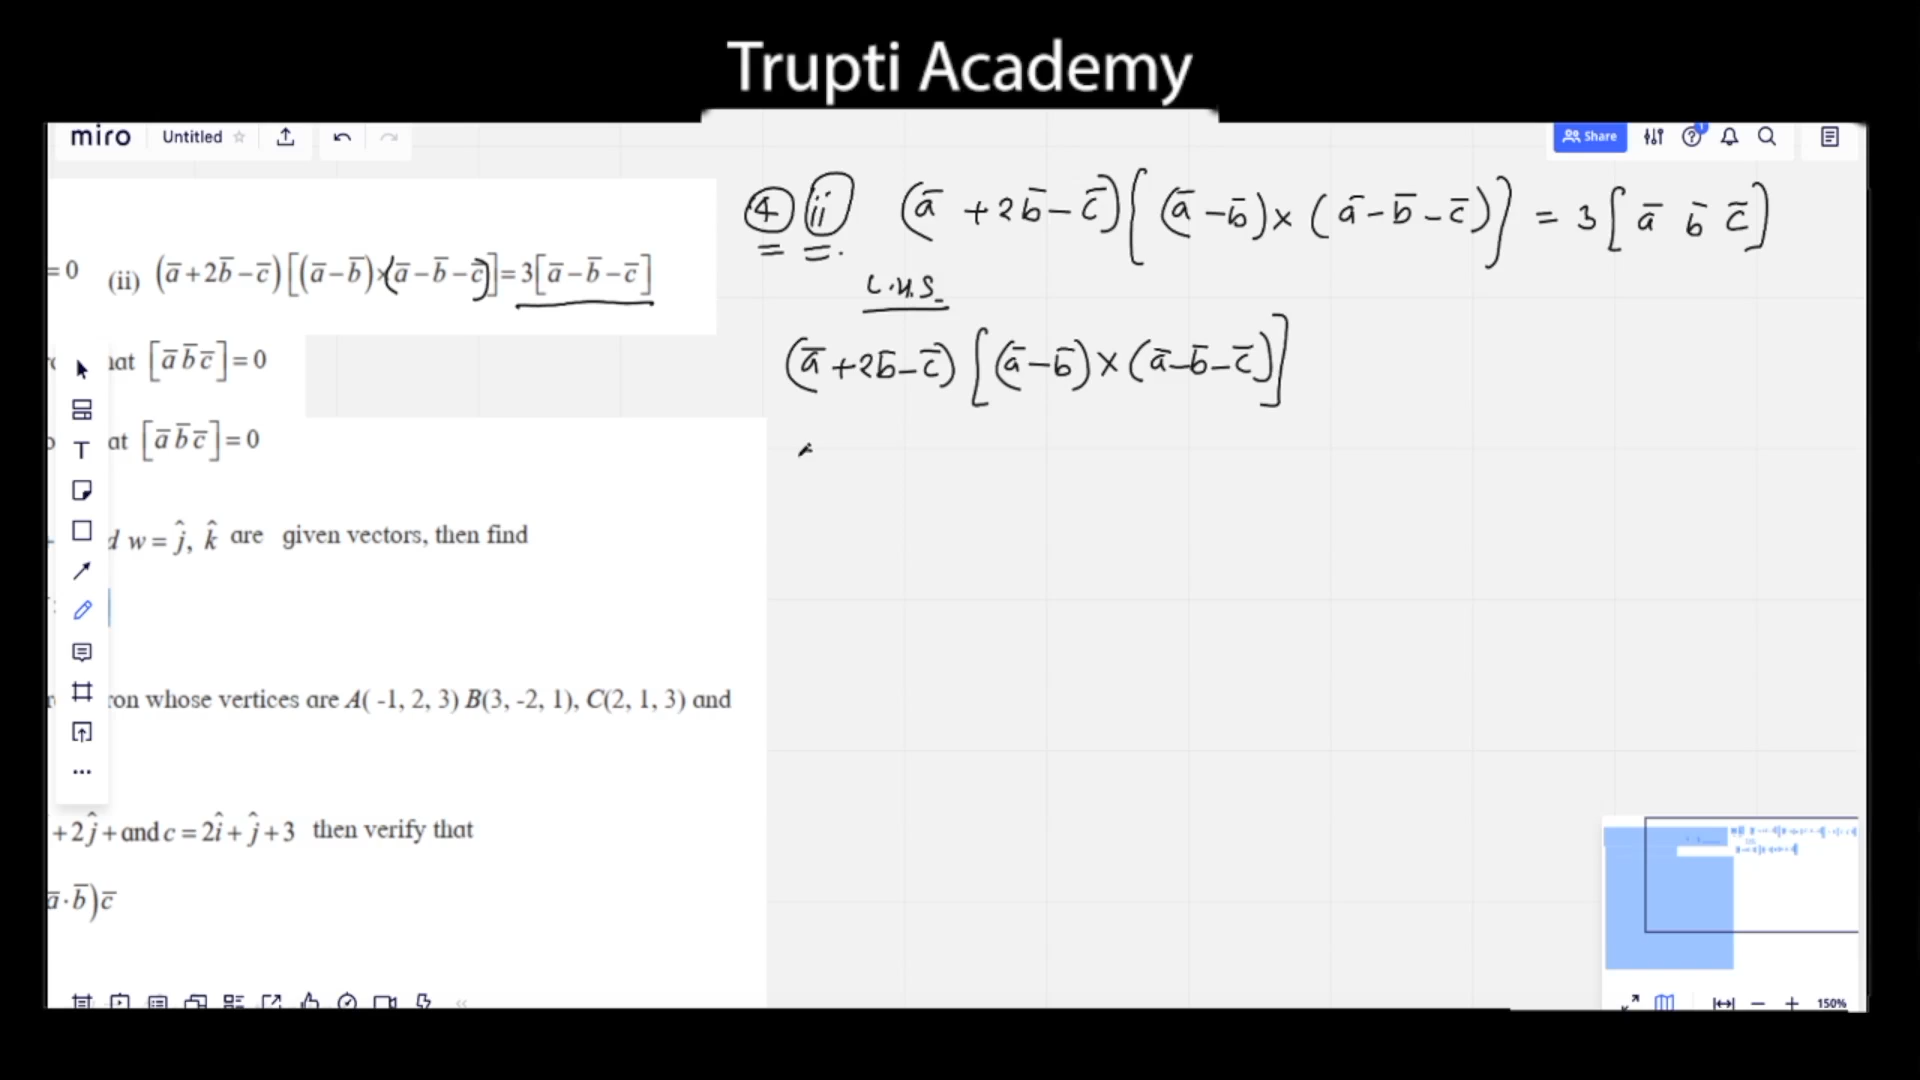 Trupti Academy
miro Untitled Share 1
④ ⅱ (a̅ + 2b̅ - c̅) [(a̅ - b̅) × (a̅ - b̅ - c̅)] = 3[a̅ b̅ c̅]
= 0 (ii) (a̅ + 2b̅ - c̅)[(a̅ - b̅)×(a̅ - b̅ - c̅)] = 3[a̅ - b̅ - c̅]
L.H.S.
(a̅ + 2b̅ - c̅) [(a̅ - b̅) × (a̅ - b̅ - c̅)]
at [a̅ b̅ c̅] = 0
at [a̅ b̅ c̅] = 0
d w = ĵ, k̂ are given vectors, then find
ron whose vertices are A( -1, 2, 3) B(3, -2, 1), C(2, 1, 3) and
+ 2ĵ + and c = 2î + ĵ + 3 then verify that
a̅ · b̅)c̅
150%